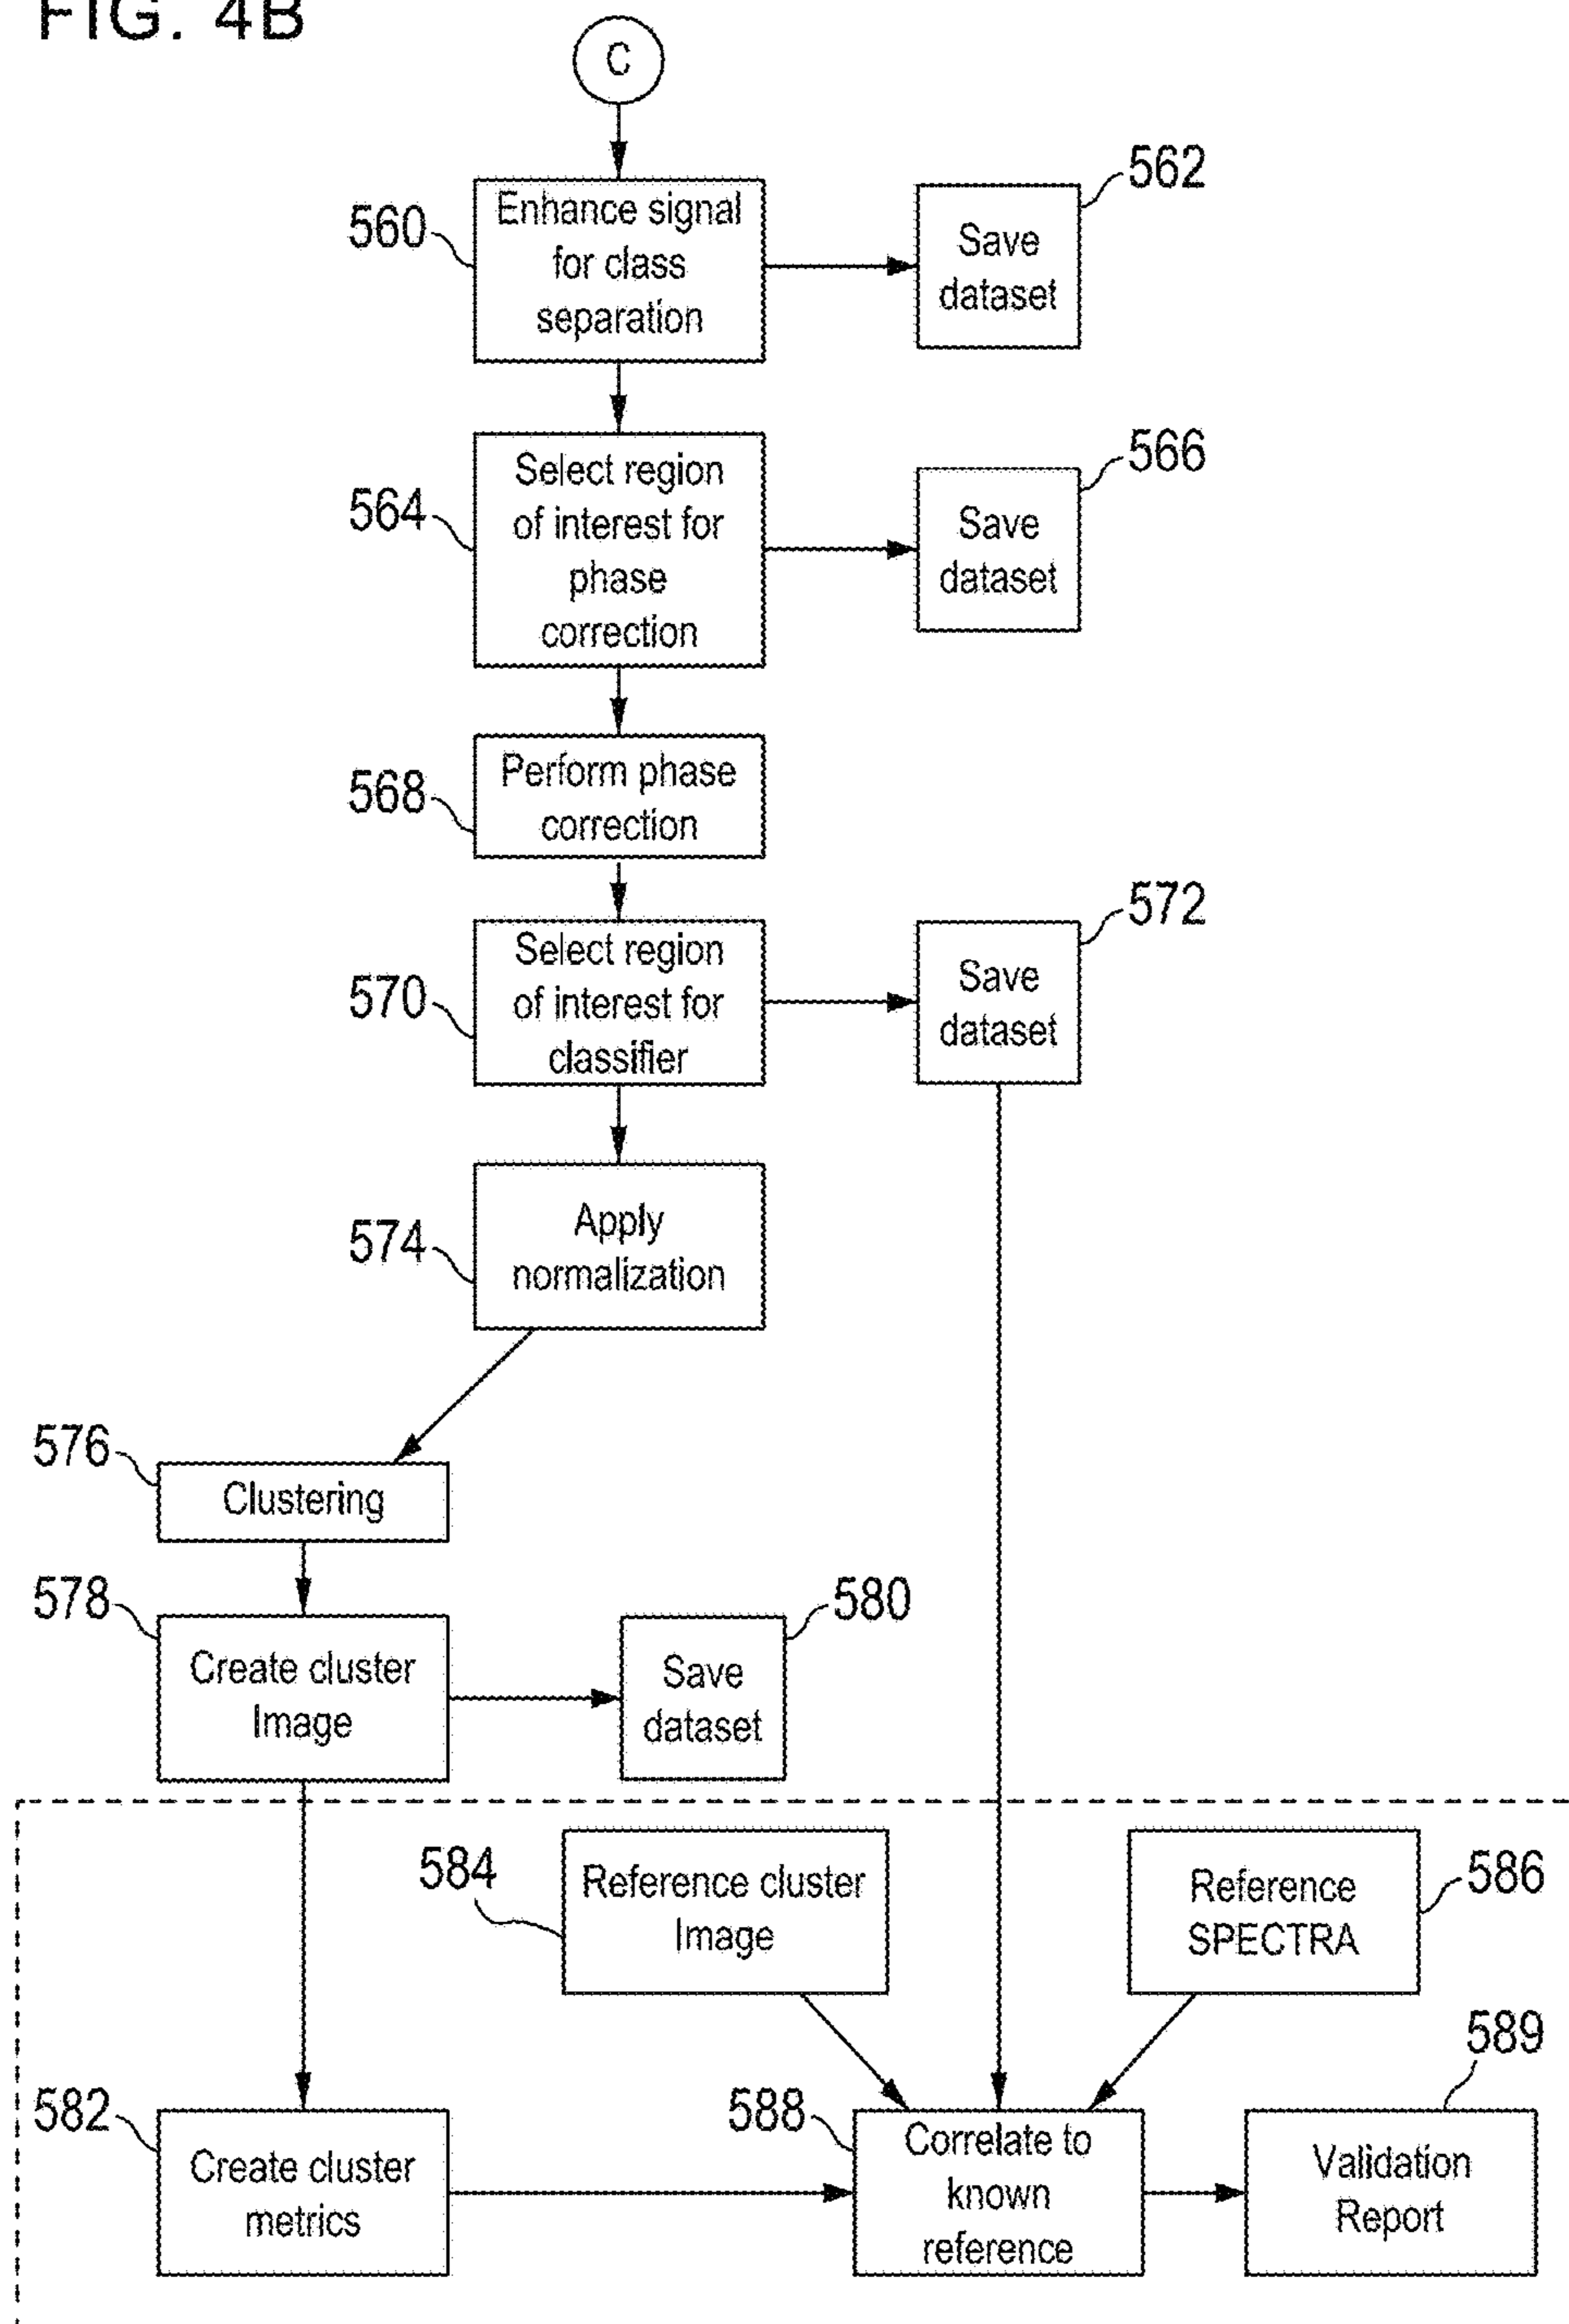 FIG. 4B
C
560
Enhance signal
for class
separation
562
Save
dataset
564
Select region
of interest for
phase
correction
566
Save
dataset
568
Perform phase
correction
570
Select region
of interest for
classifier
572
Save
dataset
574
Apply
normalization
576
Clustering
578
Create cluster
Image
580
Save
dataset
584
Reference cluster
Image
Reference
SPECTRA
586
582
Create cluster
metrics
588
Correlate to
known
reference
589
Validation
Report